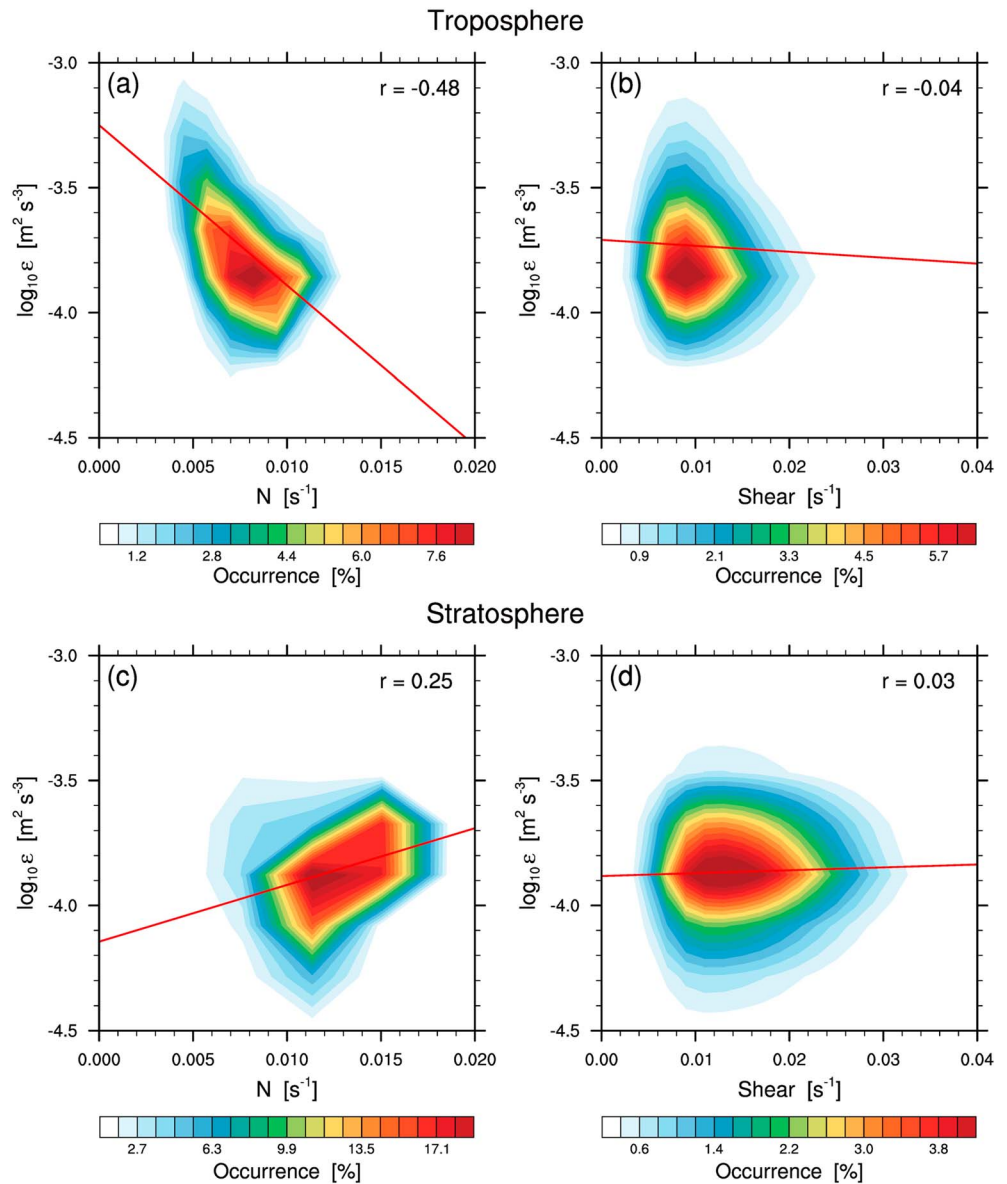 Troposphere
(a)
r = -0.48
-3.0
-3.5
-4.0
-4.5
log₁₀ε [m² s⁻³]
0.000
0.005
0.010
0.015
0.020
N [s⁻¹]
1.2
2.8
4.4
6.0
7.6
Occurrence [%]
(b)
r = -0.04
-3.0
-3.5
-4.0
-4.5
log₁₀ε [m² s⁻³]
0.00
0.01
0.02
0.03
0.04
Shear [s⁻¹]
0.9
2.1
3.3
4.5
5.7
Occurrence [%]
Stratosphere
(c)
r = 0.25
-3.0
-3.5
-4.0
-4.5
log₁₀ε [m² s⁻³]
0.000
0.005
0.010
0.015
0.020
N [s⁻¹]
2.7
6.3
9.9
13.5
17.1
Occurrence [%]
(d)
r = 0.03
-3.0
-3.5
-4.0
-4.5
log₁₀ε [m² s⁻³]
0.00
0.01
0.02
0.03
0.04
Shear [s⁻¹]
0.6
1.4
2.2
3.0
3.8
Occurrence [%]